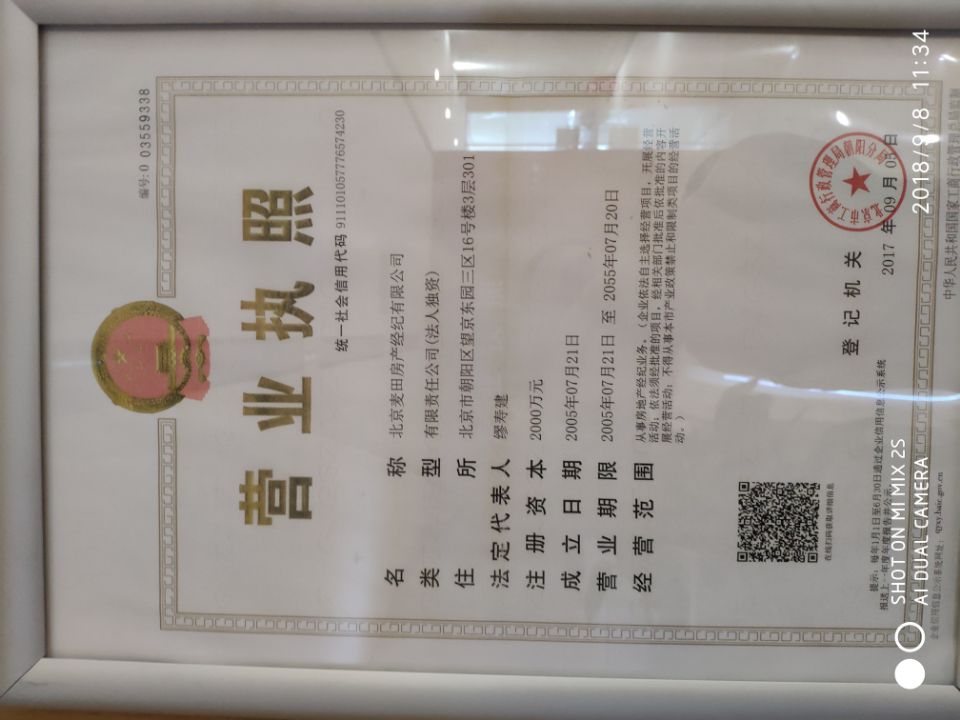 编号: 0 03559338
营业执照
统一社会信用代码 911101057776574230
名称 北京麦田房产经纪有限公司
类型 有限责任公司(法人独资)
住所 北京市朝阳区望京东园三区16号楼3层301
法定代表人 缪寿建
注册资本 2000万元
成立日期 2005年07月21日
营业期限 2005年07月21日 至 2055年07月20日
经营范围 从事房地产经纪业务。（企业依法自主选择经营项目，开展经营
活动；依法须经批准的项目，经相关部门批准后依批准的内容开
展经营活动；不得从事本市产业政策禁止和限制类项目的经营活
动。）
在线扫码获取详细信息
登记机关
北京市工商行政管理局朝阳分局
2017 年 09 月 05 日
提示：每年1月1日至6月30日通过企业信用信息公示系统
报送上一年度年度报告并公示。
SHOT ON MI MIX 2S
AI DUAL CAMERA
2018/9/8 11:34
企业信用信息公示系统网址： qyxy.baic.gov.cn
中华人民共和国国家工商行政管理总局监制